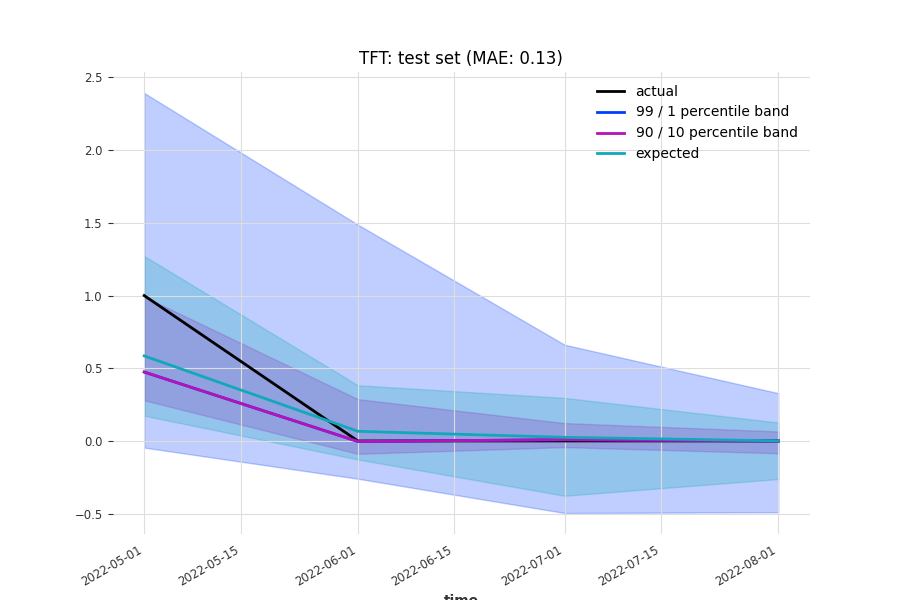 TFT: test set (MAE: 0.13)
actual
99 / 1 percentile band
90 / 10 percentile band
expected
2.5
2.0
1.5
1.0
0.5
0.0
−0.5
2022-05-01
2022-05-15
2022-06-01
2022-06-15
2022-07-01
2022-07-15
2022-08-01
time